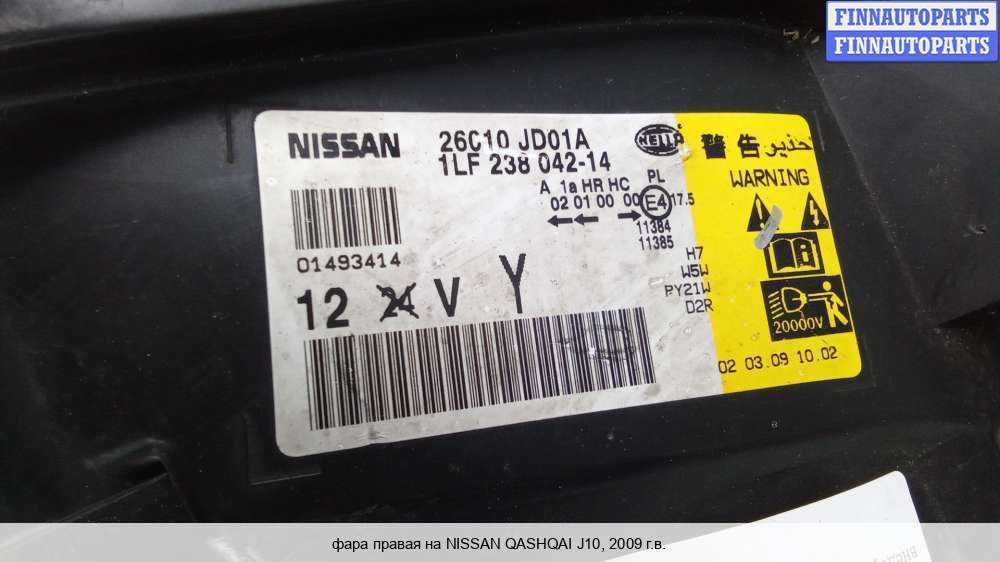 FINNAUTOPARTS
FINNAUTOPARTS
NISSAN
26C10 JD01A
1LF 238 042-14
HELLA
警告 حذير
WARNING
A 1a HR HC PL
02 01 00 00 E4 17.5
11384
11385
01493414
H7
W5W
PY21W
D2R
12 24 V Y
20000V
02 03.09 10.02
фара правая на NISSAN QASHQAI J10, 2009 г.в.